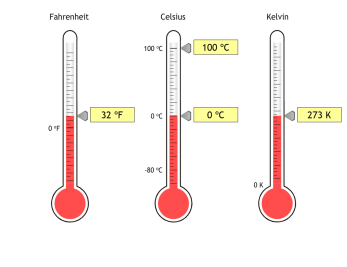 Fahrenheit
Celsius
Kelvin
100 °C
100 °C
32 °F
0 °C
0 °C
273 K
0 °F
-80 °C
0 K